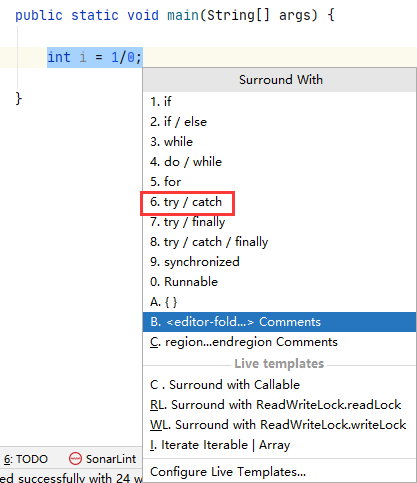 public static void main(String[] args) {
int i = 1/0;
}
Surround With
1. if
2. if / else
3. while
4. do / while
5. for
6. try / catch
7. try / finally
8. try / catch / finally
9. synchronized
0. Runnable
A. { }
B. <editor-fold...> Comments
C. region...endregion Comments
Live templates
C . Surround with Callable
RL. Surround with ReadWriteLock.readLock
WL. Surround with ReadWriteLock.writeLock
I. Iterate Iterable | Array
Configure Live Templates...
6: TODO SonarLint
ed successfully with 24 w